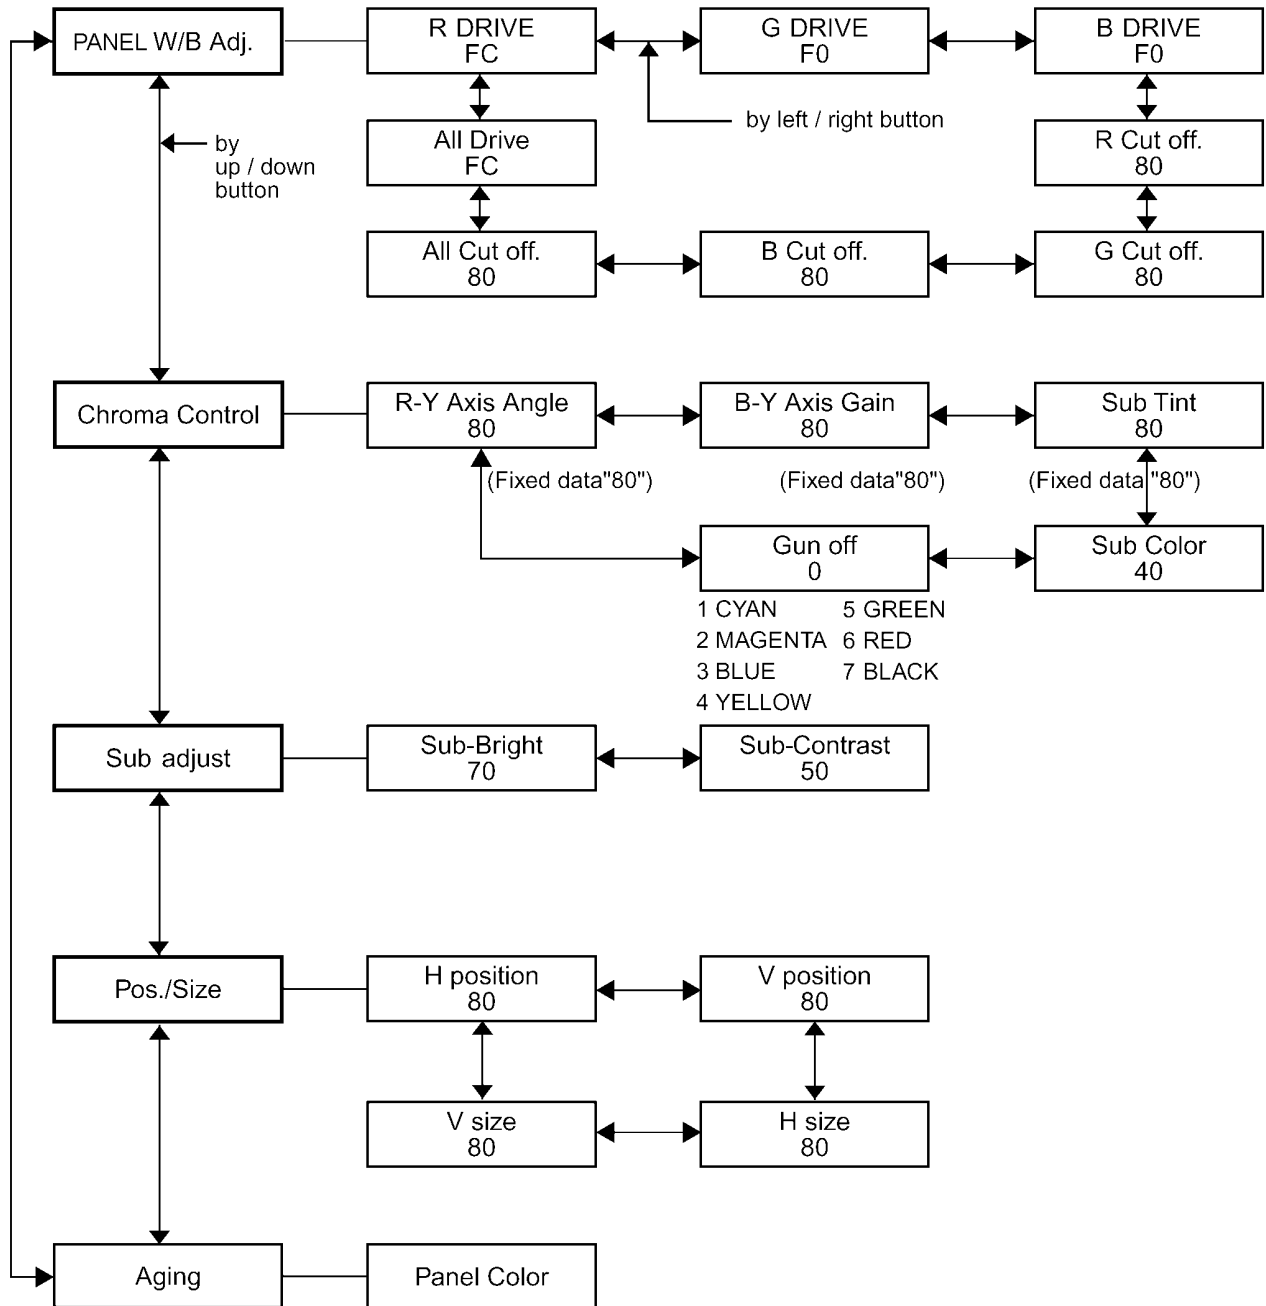 PANEL W/B Adj.
R DRIVE
FC
G DRIVE
F0
B DRIVE
F0
by
up / down
button
All Drive
FC
by left / right button
R Cut off.
80
All Cut off.
80
B Cut off.
80
G Cut off.
80
Chroma Control
R-Y Axis Angle
80
B-Y Axis Gain
80
Sub Tint
80
(Fixed data"80")
(Fixed data"80")
(Fixed data "80")
Gun off
0
Sub Color
40
1 CYAN
5 GREEN
2 MAGENTA
6 RED
3 BLUE
7 BLACK
4 YELLOW
Sub adjust
Sub-Bright
70
Sub-Contrast
50
Pos./Size
H position
80
V position
80
V size
80
H size
80
Aging
Panel Color